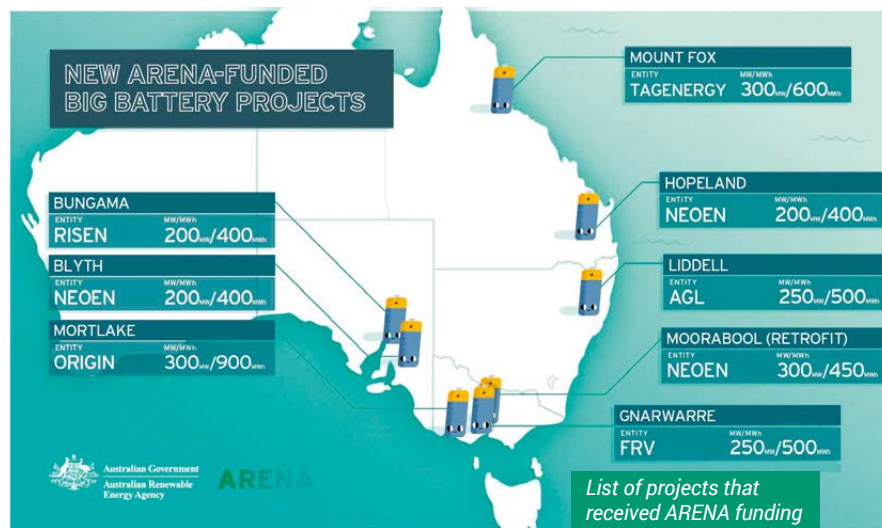 NEW ARENA-FUNDED
BIG BATTERY PROJECTS
MOUNT FOX
ENTITY MW/MWh
TAGENERGY 300MW/600MWh
HOPELAND
ENTITY MW/MWh
NEOEN 200MW/400MWh
LIDDELL
ENTITY MW/MWh
AGL 250MW/500MWh
MOORABOOL (RETROFIT)
ENTITY MW/MWh
NEOEN 300MW/450MWh
GNARWARRE
ENTITY MW/MWh
FRV 250MW/500MWh
BUNGAMA
ENTITY MW/MWh
RISEN 200MW/400MWh
BLYTH
ENTITY MW/MWh
NEOEN 200MW/400MWh
MORTLAKE
ENTITY MW/MWh
ORIGIN 300MW/900MWh
Australian Government
Australian Renewable
Energy Agency
ARENA
List of projects that
received ARENA funding